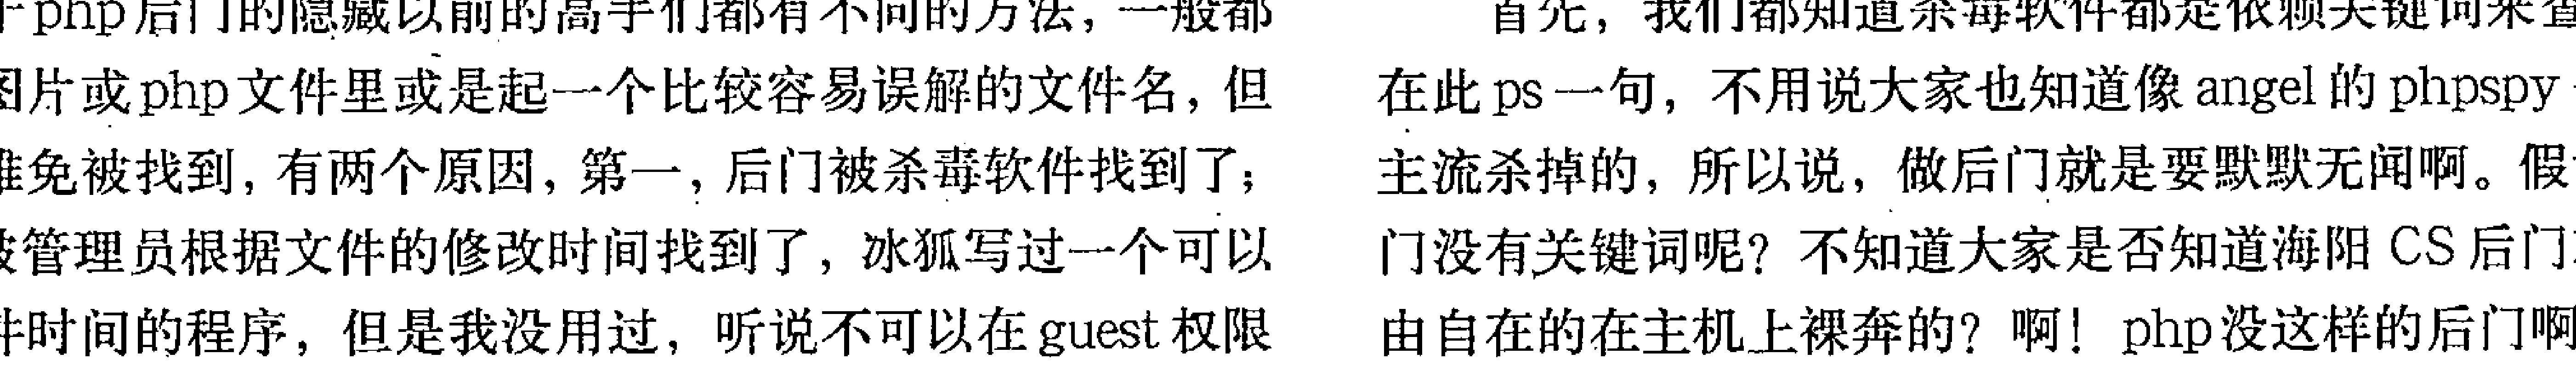 php后门的隐藏以前的高手们都有不同的方法，一般都
图片或php文件里或是起一个比较容易误解的文件名，但
难免被找到，有两个原因，第一，后门被杀毒软件找到了；
被管理员根据文件的修改时间找到了，冰狐写过一个可以
件时间的程序，但是我没用过，听说不可以在guest权限
首先，我们都知道杀毒软件都是依赖关键词来查
在此ps一句，不用说大家也知道像angel的phpspy
主流杀掉的，所以说，做后门就是要默默无闻啊。假
门没有关键词呢？不知道大家是否知道海阳CS后门
由自在的在主机上裸奔的？啊！php没这样的后门啊